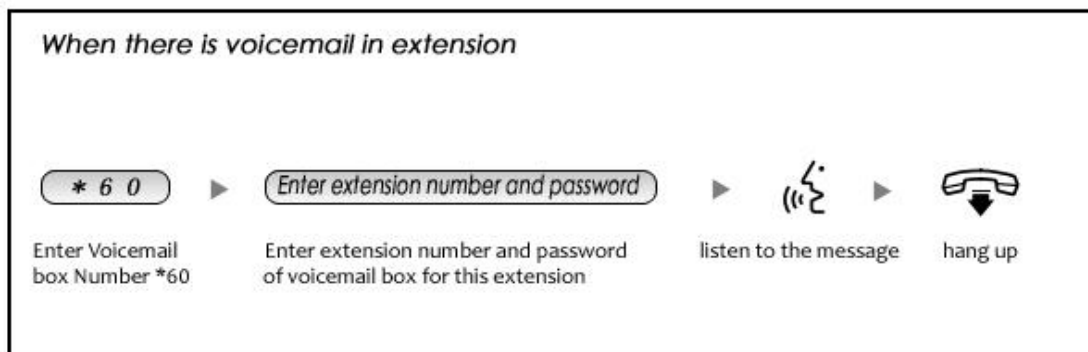 When there is voicemail in extension
* 6 0
Enter extension number and password
Enter Voicemail
box Number *60
Enter extension number and password
of voicemail box for this extension
listen to the message
hang up